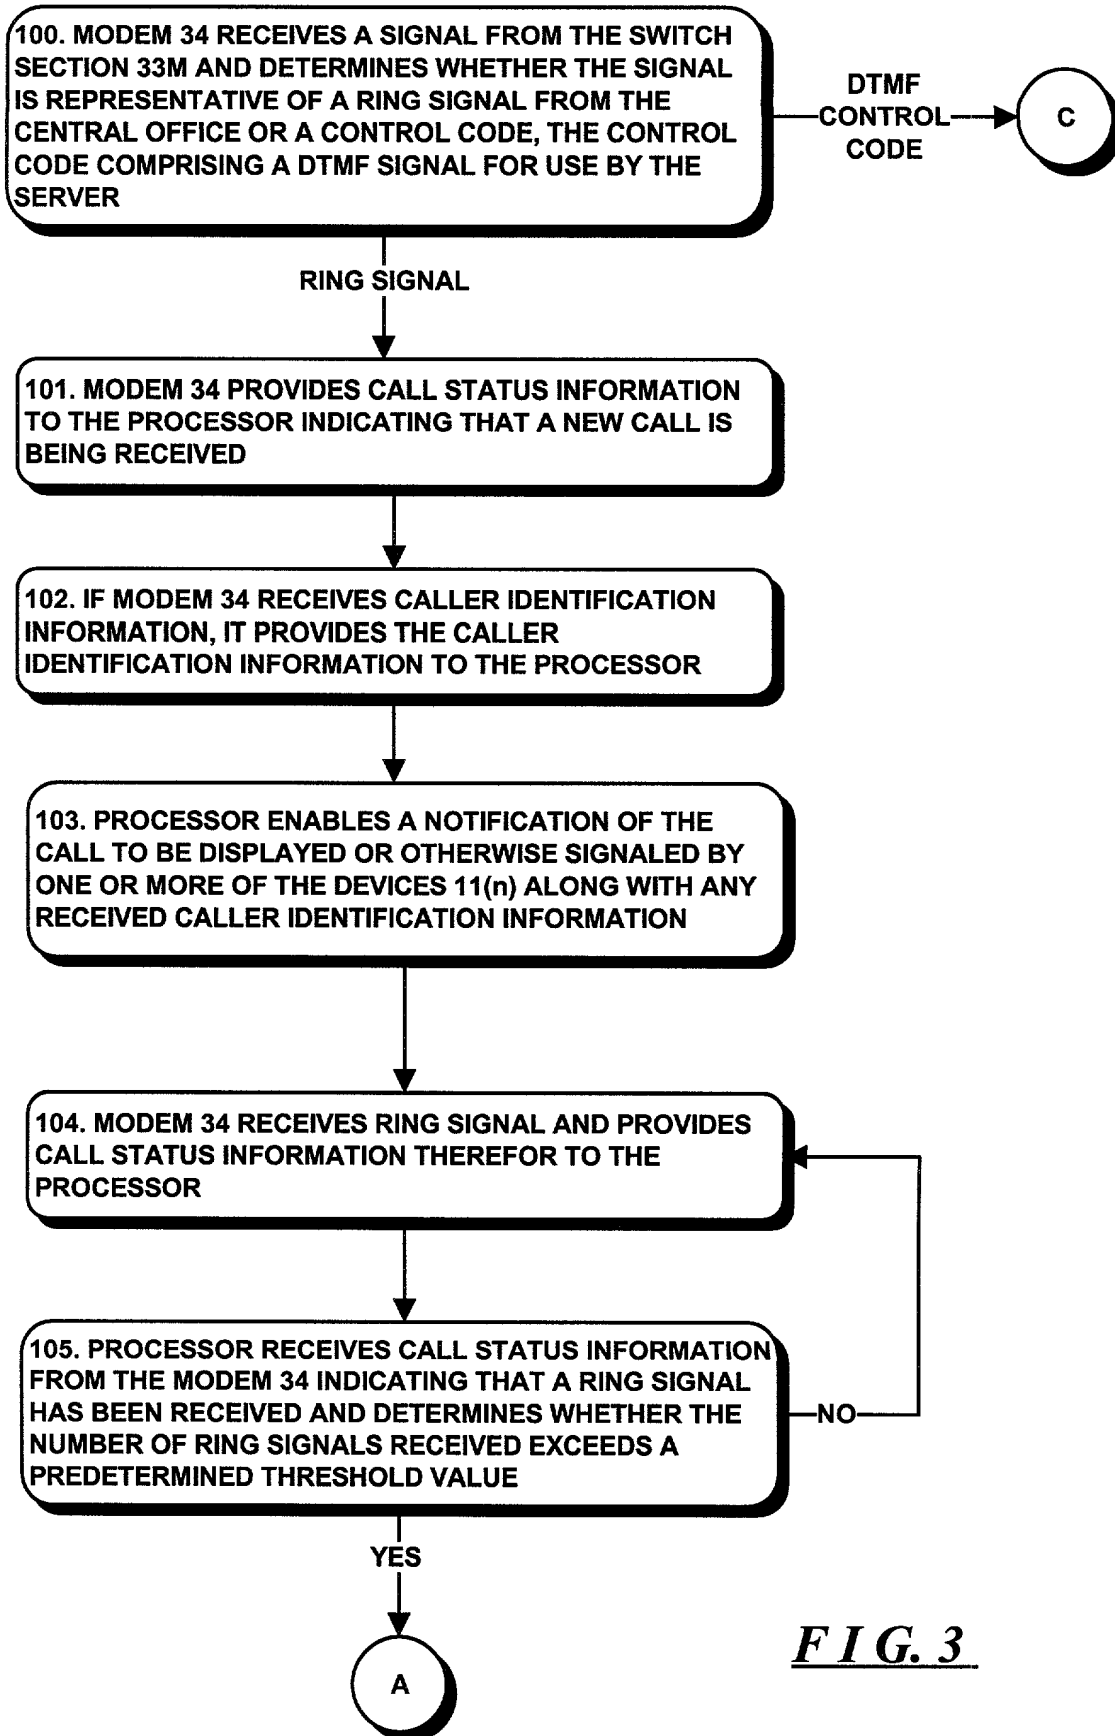 100. MODEM 34 RECEIVES A SIGNAL FROM THE SWITCH
SECTION 33M AND DETERMINES WHETHER THE SIGNAL
IS REPRESENTATIVE OF A RING SIGNAL FROM THE
CENTRAL OFFICE OR A CONTROL CODE, THE CONTROL
CODE COMPRISING A DTMF SIGNAL FOR USE BY THE
SERVER
DTMF
CONTROL
CODE
C
RING SIGNAL
101. MODEM 34 PROVIDES CALL STATUS INFORMATION
TO THE PROCESSOR INDICATING THAT A NEW CALL IS
BEING RECEIVED
102. IF MODEM 34 RECEIVES CALLER IDENTIFICATION
INFORMATION, IT PROVIDES THE CALLER
IDENTIFICATION INFORMATION TO THE PROCESSOR
103. PROCESSOR ENABLES A NOTIFICATION OF THE
CALL TO BE DISPLAYED OR OTHERWISE SIGNALED BY
ONE OR MORE OF THE DEVICES 11(n) ALONG WITH ANY
RECEIVED CALLER IDENTIFICATION INFORMATION
104. MODEM 34 RECEIVES RING SIGNAL AND PROVIDES
CALL STATUS INFORMATION THEREFOR TO THE
PROCESSOR
105. PROCESSOR RECEIVES CALL STATUS INFORMATION
FROM THE MODEM 34 INDICATING THAT A RING SIGNAL
HAS BEEN RECEIVED AND DETERMINES WHETHER THE
NUMBER OF RING SIGNALS RECEIVED EXCEEDS A
PREDETERMINED THRESHOLD VALUE
NO
YES
A
FIG. 3